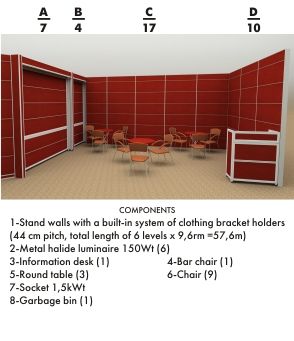 A B C D
7 4 17 10
COMPONENTS
1-Stand walls with a built-in system of clothing bracket holders
(44 cm pitch, total length of 6 levels x 9,6rm =57,6m)
2-Metal halide luminaire 150Wt (6)
3-Information desk (1) 4-Bar chair (1)
5-Round table (3) 6-Chair (9)
7-Socket 1,5kWt
8-Garbage bin (1)